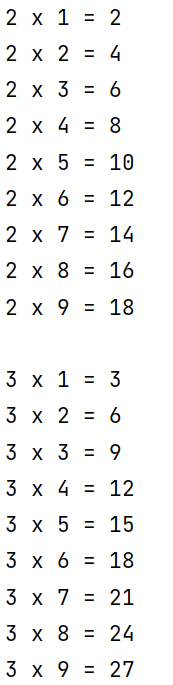 2 x 1 = 2
2 x 2 = 4
2 x 3 = 6
2 x 4 = 8
2 x 5 = 10
2 x 6 = 12
2 x 7 = 14
2 x 8 = 16
2 x 9 = 18

3 x 1 = 3
3 x 2 = 6
3 x 3 = 9
3 x 4 = 12
3 x 5 = 15
3 x 6 = 18
3 x 7 = 21
3 x 8 = 24
3 x 9 = 27